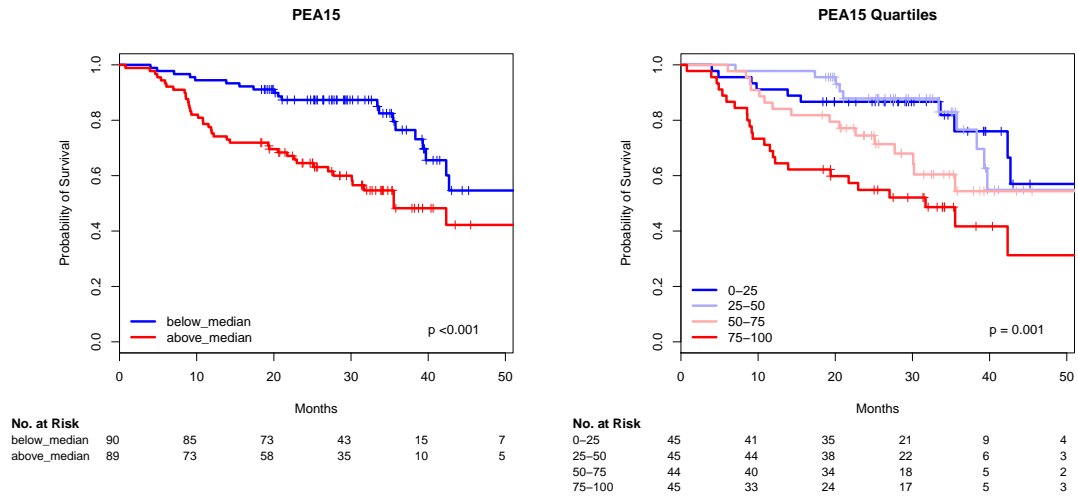 PEA15
Probability of Survival
1.0
0.8
0.6
0.4
0.2
0.0
below_median
above_median
p <0.001
0 10 20 30 40 50
Months
No. at Risk
below_median 90 85 73 43 15 7
above_median 89 73 58 35 10 5
PEA15 Quartiles
Probability of Survival
1.0
0.8
0.6
0.4
0.2
0.0
0−25
25−50
50−75
75−100
p = 0.001
0 10 20 30 40 50
Months
No. at Risk
0−25 45 41 35 21 9 4
25−50 45 44 38 22 6 3
50−75 44 40 34 18 5 2
75−100 45 33 24 17 5 3